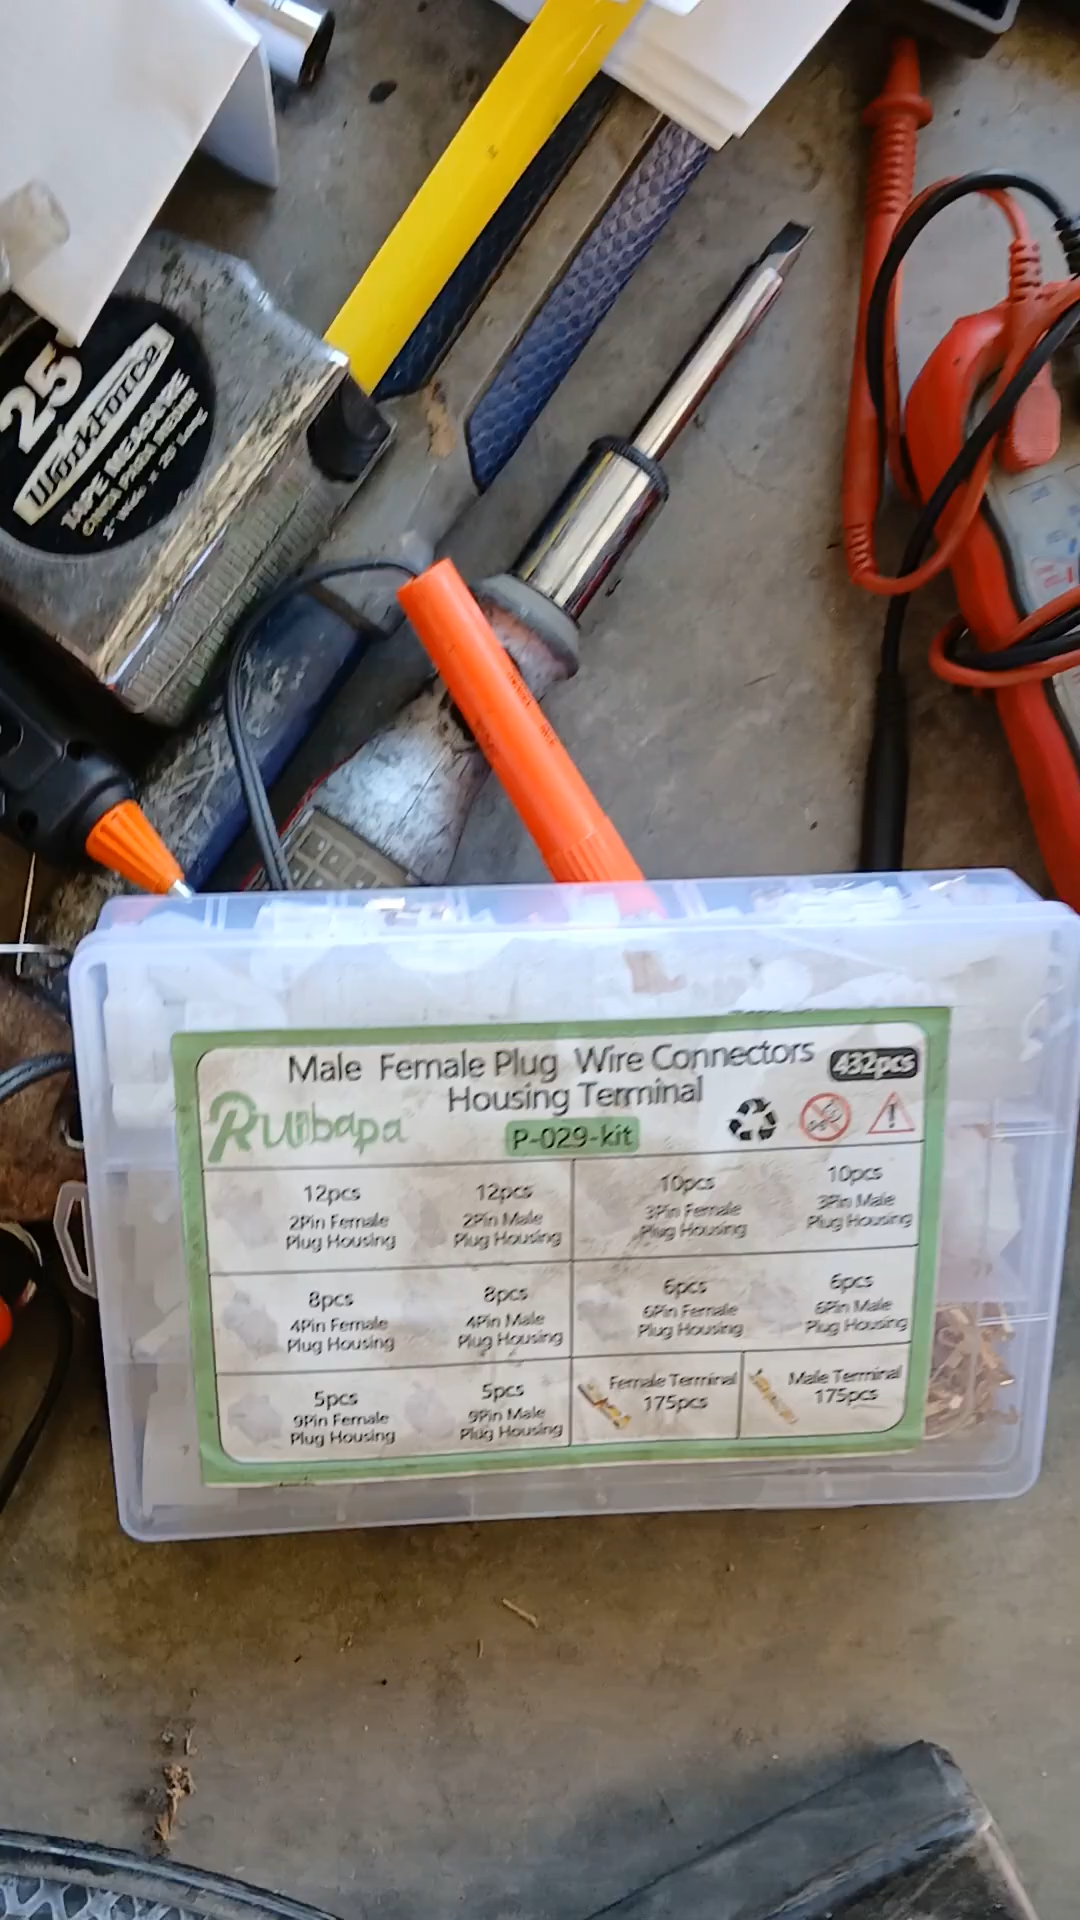 25
WorkForce
TAPE MEASURE
Male Female Plug Wire Connectors
432pcs
Housing Terminal
Ruibapa
P-029-kit
12pcs
2Pin Female
Plug Housing
12pcs
2Pin Male
Plug Housing
10pcs
3Pin Female
Plug Housing
10pcs
3Pin Male
Plug Housing
8pcs
4Pin Female
Plug Housing
8pcs
4Pin Male
Plug Housing
6pcs
6Pin Female
Plug Housing
6pcs
6Pin Male
Plug Housing
5pcs
9Pin Female
Plug Housing
5pcs
9Pin Male
Plug Housing
Female Terminal
175pcs
Male Terminal
175pcs